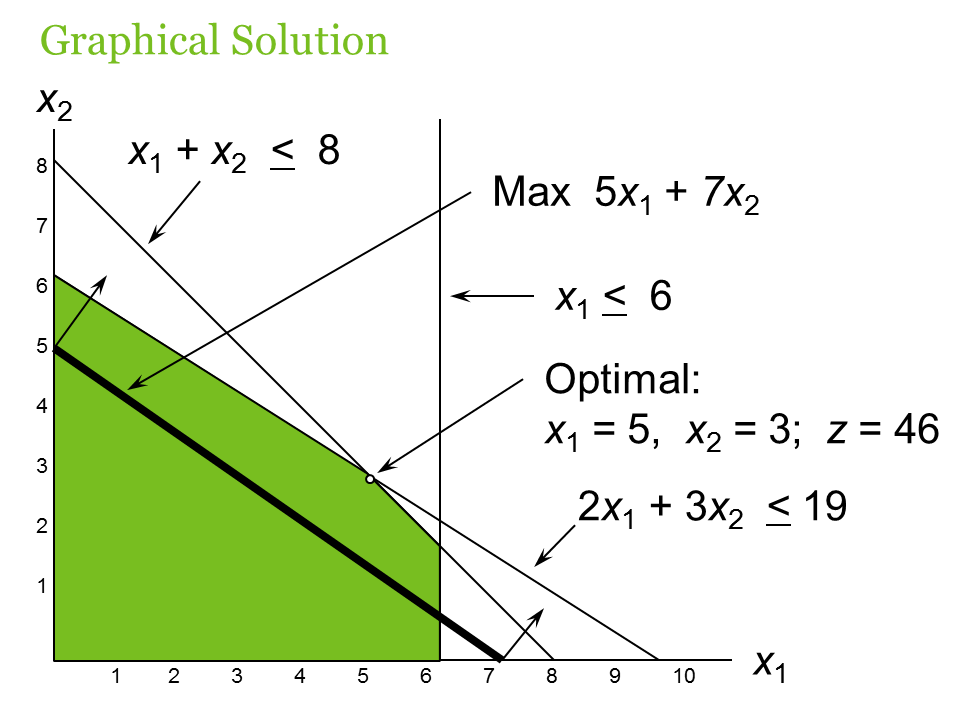 Graphical Solution
x2
x1 + x2 < 8
Max 5x1 + 7x2
x1 < 6
Optimal:
x1 = 5, x2 = 3; z = 46
2x1 + 3x2 < 19
8
7
6
5
4
3
2
1
1 2 3 4 5 6 7 8 9 10
x1